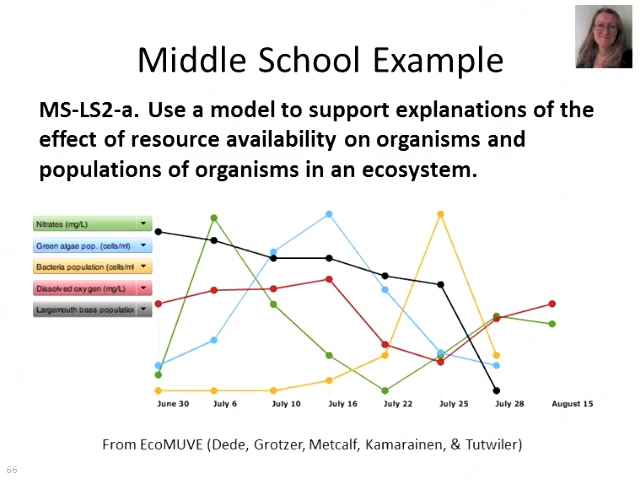 Middle School Example
MS-LS2-a. Use a model to support explanations of the
effect of resource availability on organisms and
populations of organisms in an ecosystem.
Nitrates (mg/L)
Green algae pop. (cells/ml)
Bacteria population (cells/ml
Dissolved oxygen (mg/L)
Largemouth bass population
June 30 July 6 July 10 July 16 July 22 July 25 July 28 August 15
From EcoMUVE (Dede, Grotzer, Metcalf, Kamarainen, & Tutwiler)
66